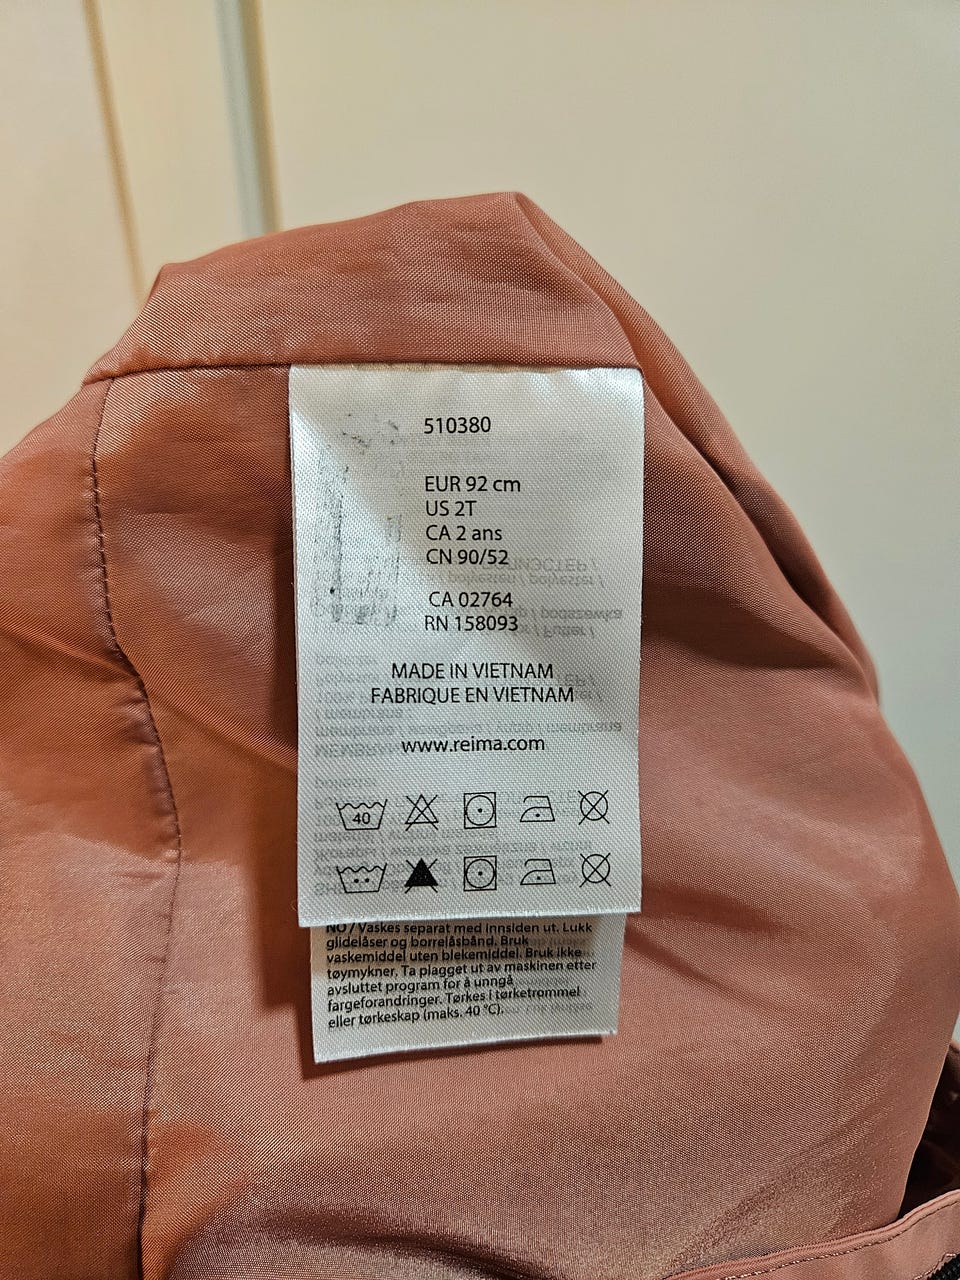 510380
EUR 92 cm
US 2T
CA 2 ans
CN 90/52
CA 02764
RN 158093
MADE IN VIETNAM
FABRIQUE EN VIETNAM
www.reima.com
40
NO / Vaskes separat med innsiden ut. Lukk
glidelåser og borrelåsbånd. Bruk
vaskemiddel uten blekemiddel. Bruk ikke
tøymykner. Ta plagget ut av maskinen etter
avsluttet program for å unngå
fargeforandringer. Tørkes i tørketrommel
eller tørkeskap (maks. 40 °C).